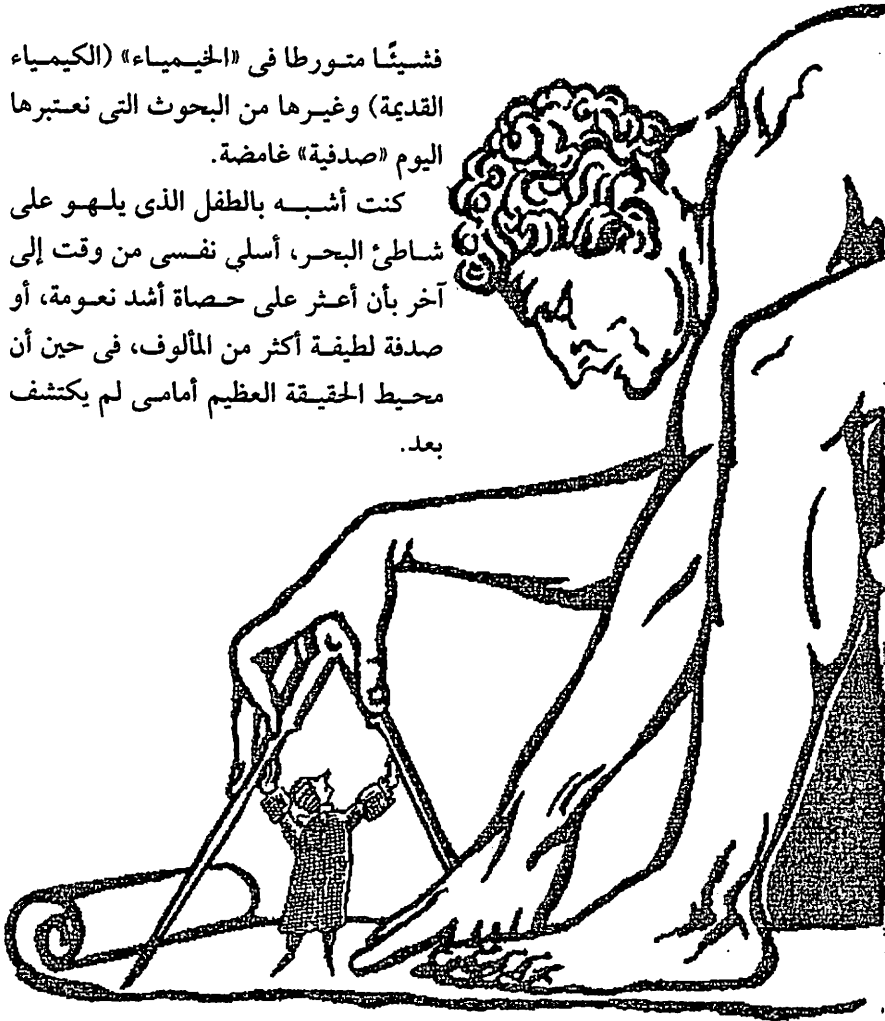 فشيئًا متورطا فى «الخيمياء» (الكيمياء
القديمة) وغيرها من البحوث التى نعتبرها
اليوم «صدفية» غامضة.
كنت أشبه بالطفل الذى يلهو على
شاطئ البحر، أسلي نفسى من وقت إلى
آخر بأن أعثر على حصاة أشد نعومة، أو
صدفة لطيفة أكثر من المألوف، فى حين أن
محيط الحقيقة العظيم أمامى لم يكتشف
بعد.